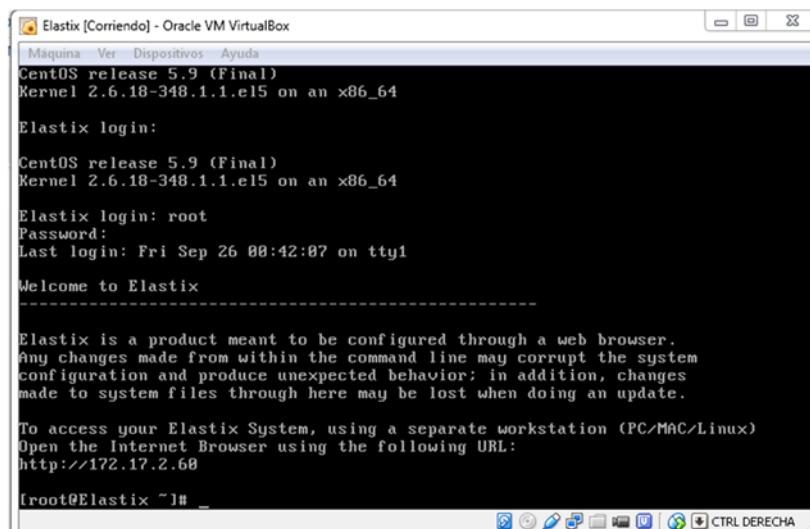 Elastix [Corriendo] - Oracle VM VirtualBox
Máquina Ver Dispositivos Ayuda
CentOS release 5.9 (Final)
Kernel 2.6.18-348.1.1.el5 on an x86_64
Elastix login:
CentOS release 5.9 (Final)
Kernel 2.6.18-348.1.1.el5 on an x86_64
Elastix login: root
Password:
Last login: Fri Sep 26 00:42:07 on tty1
Welcome to Elastix
----------------------------------------------------
Elastix is a product meant to be configured through a web browser.
Any changes made from within the command line may corrupt the system
configuration and produce unexpected behavior; in addition, changes
made to system files through here may be lost when doing an update.
To access your Elastix System, using a separate workstation (PC/MAC/Linux)
Open the Internet Browser using the following URL:
http://172.17.2.60
[root@Elastix ~]# _
CTRL DERECHA